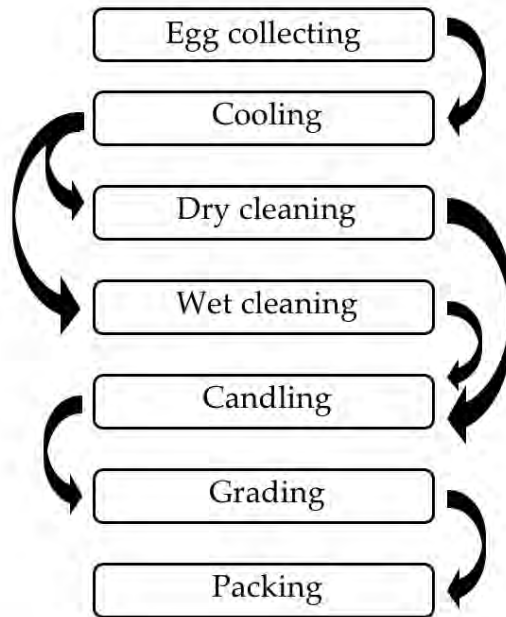 Egg collecting
Cooling
Dry cleaning
Wet cleaning
Candling
Grading
Packing